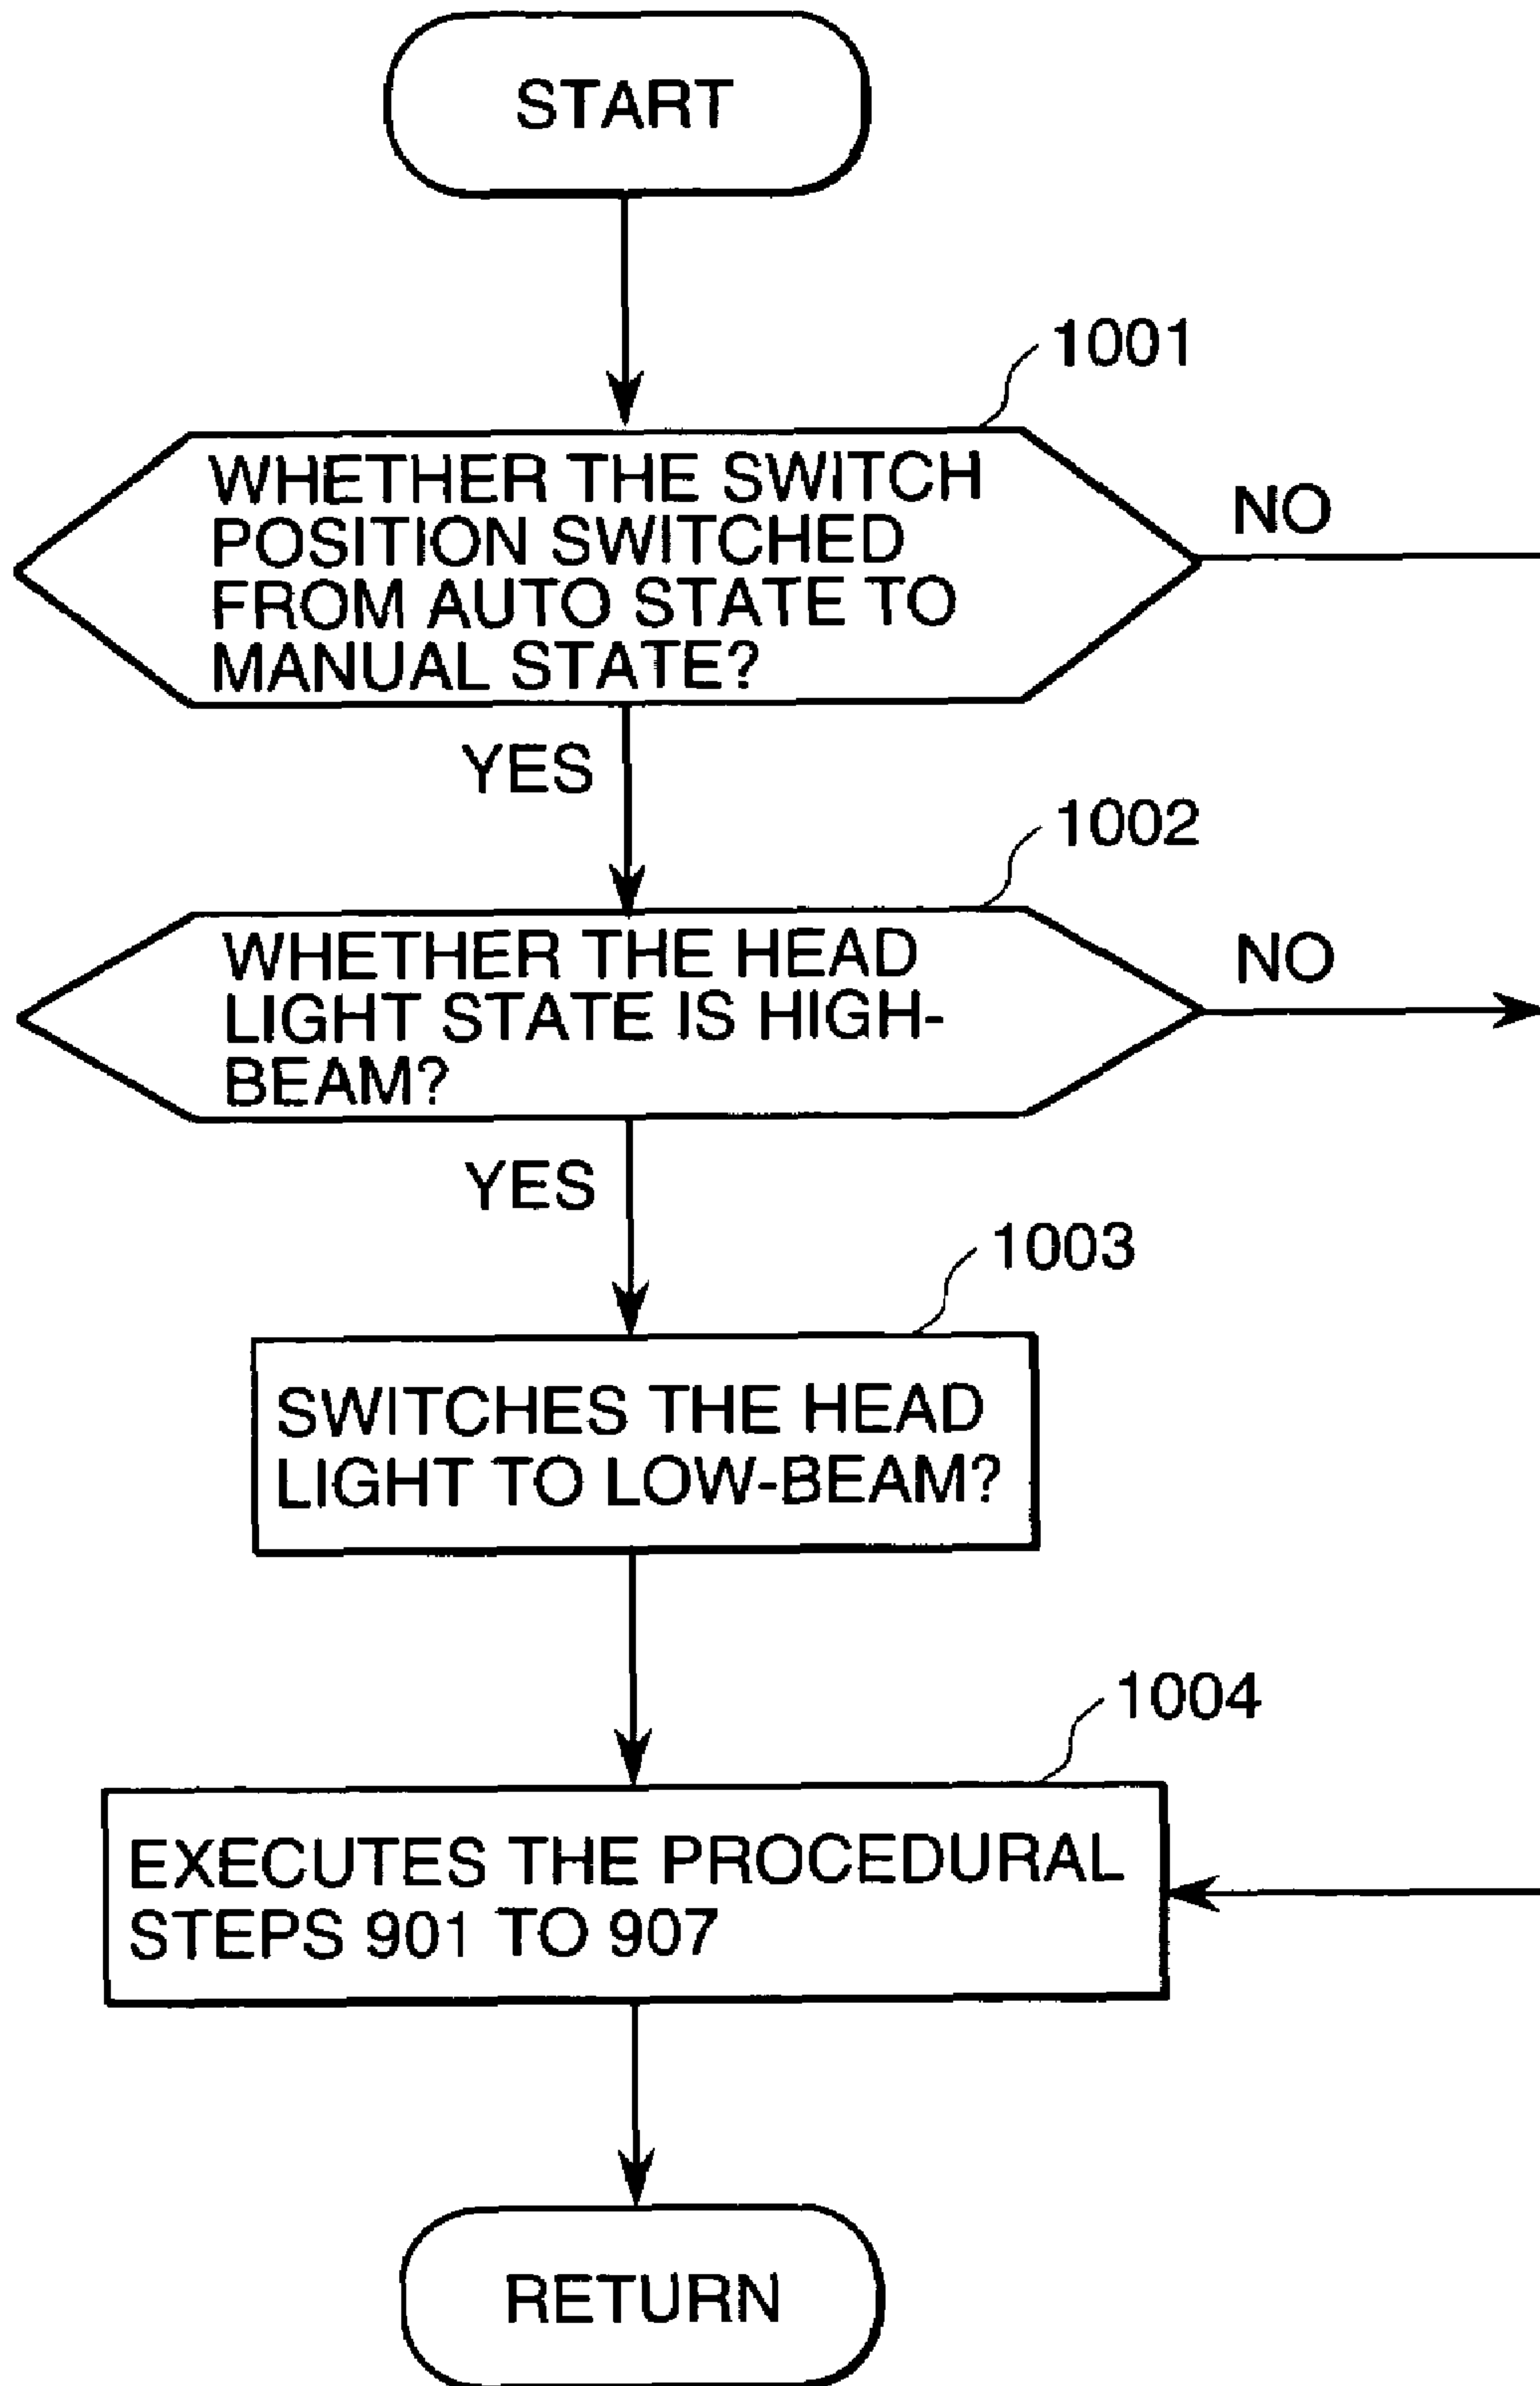 START
1001
WHETHER THE SWITCH
POSITION SWITCHED
FROM AUTO STATE TO
MANUAL STATE?
NO
YES
1002
WHETHER THE HEAD
LIGHT STATE IS HIGH-
BEAM?
NO
YES
1003
SWITCHES THE HEAD
LIGHT TO LOW-BEAM?
1004
EXECUTES THE PROCEDURAL
STEPS 901 TO 907
RETURN